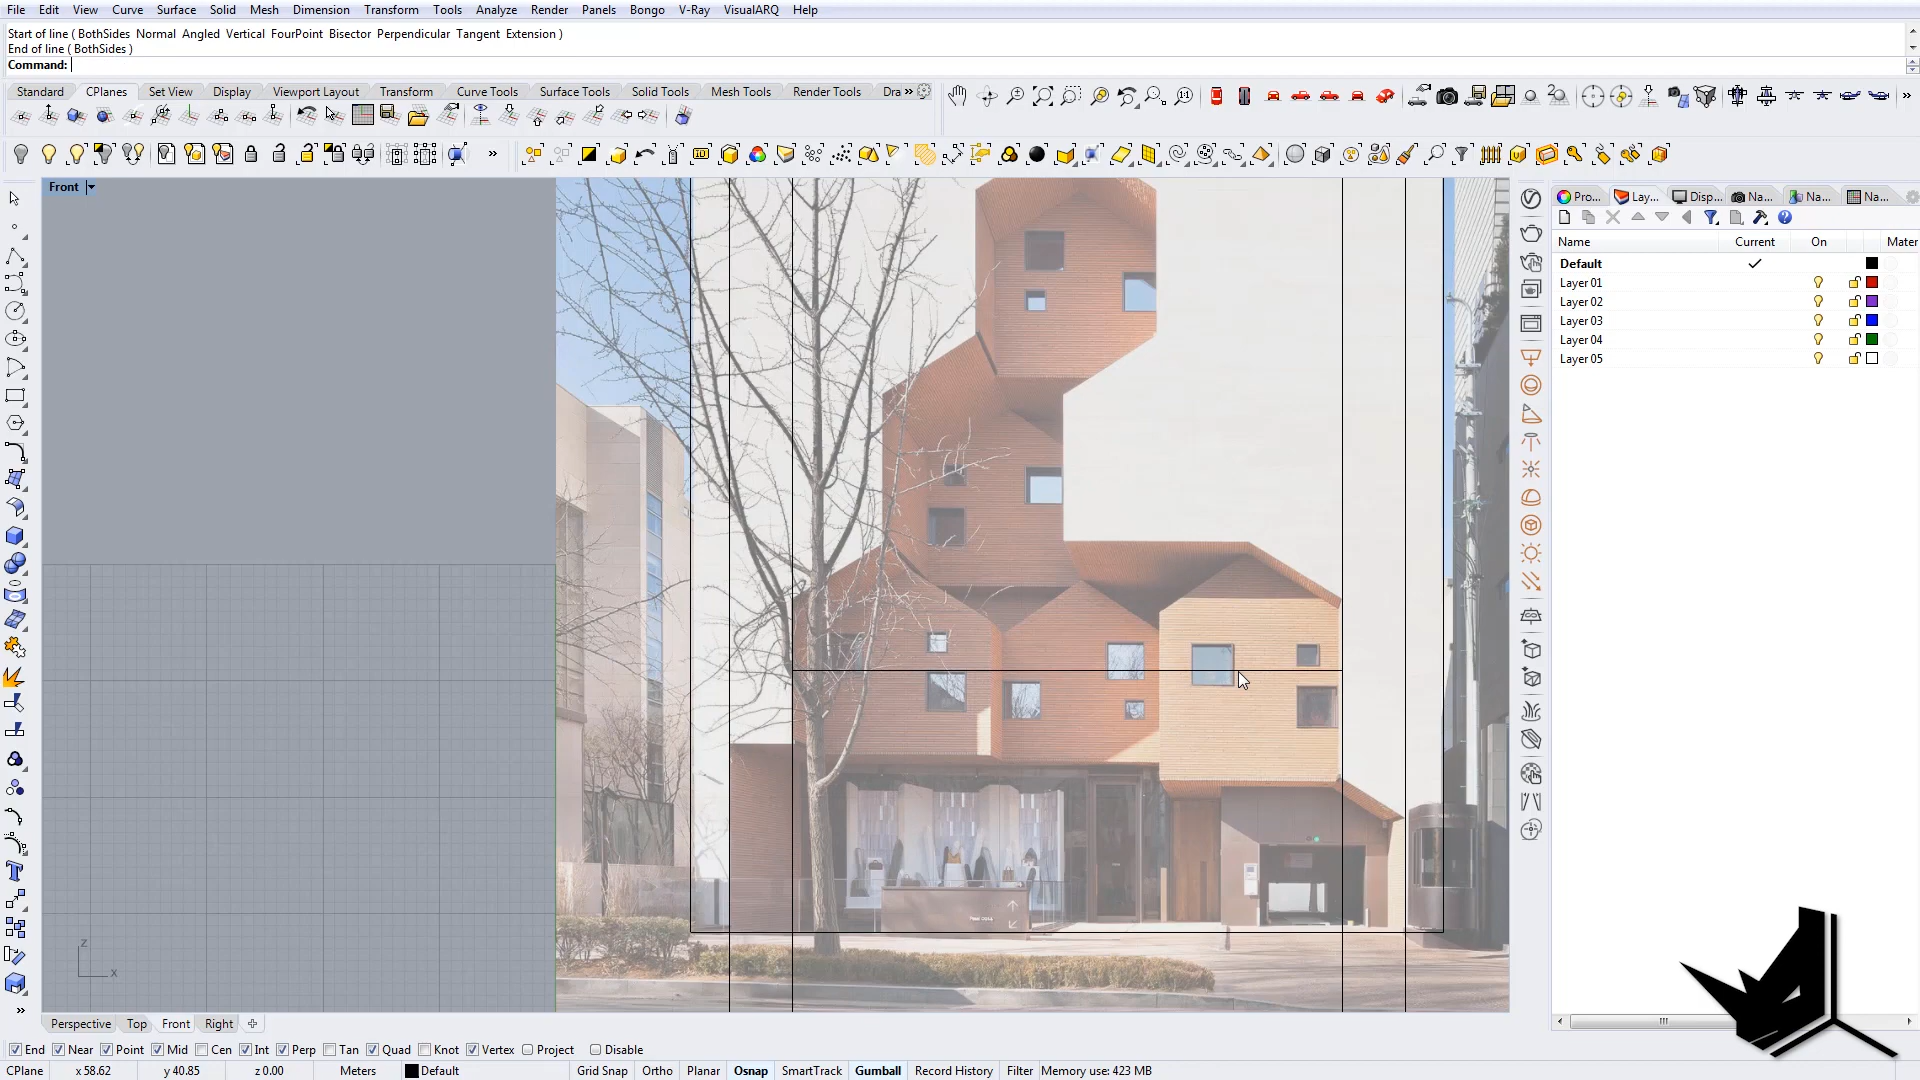 File Edit View Curve Surface Solid Mesh Dimension Transform Tools Analyze Render Panels Bongo V-Ray VisualARQ Help
Start of line ( BothSides Normal Angled Vertical FourPoint Bisector Perpendicular Tangent Extension )
End of line ( BothSides )
Command:
Standard CPlanes Set View Display Viewport Layout Transform Curve Tools Surface Tools Solid Tools Mesh Tools Render Tools Dra »
Front
Pro... Lay... Disp... Na... Na... Na...
Name Current On Mater
Default
Layer 01
Layer 02
Layer 03
Layer 04
Layer 05
z
x
Perspective Top Front Right
End Near Point Mid Cen Int Perp Tan Quad Knot Vertex Project Disable
CPlane x 58.62 y 40.85 z 0.00 Meters Default Grid Snap Ortho Planar Osnap SmartTrack Gumball Record History Filter Memory use: 423 MB